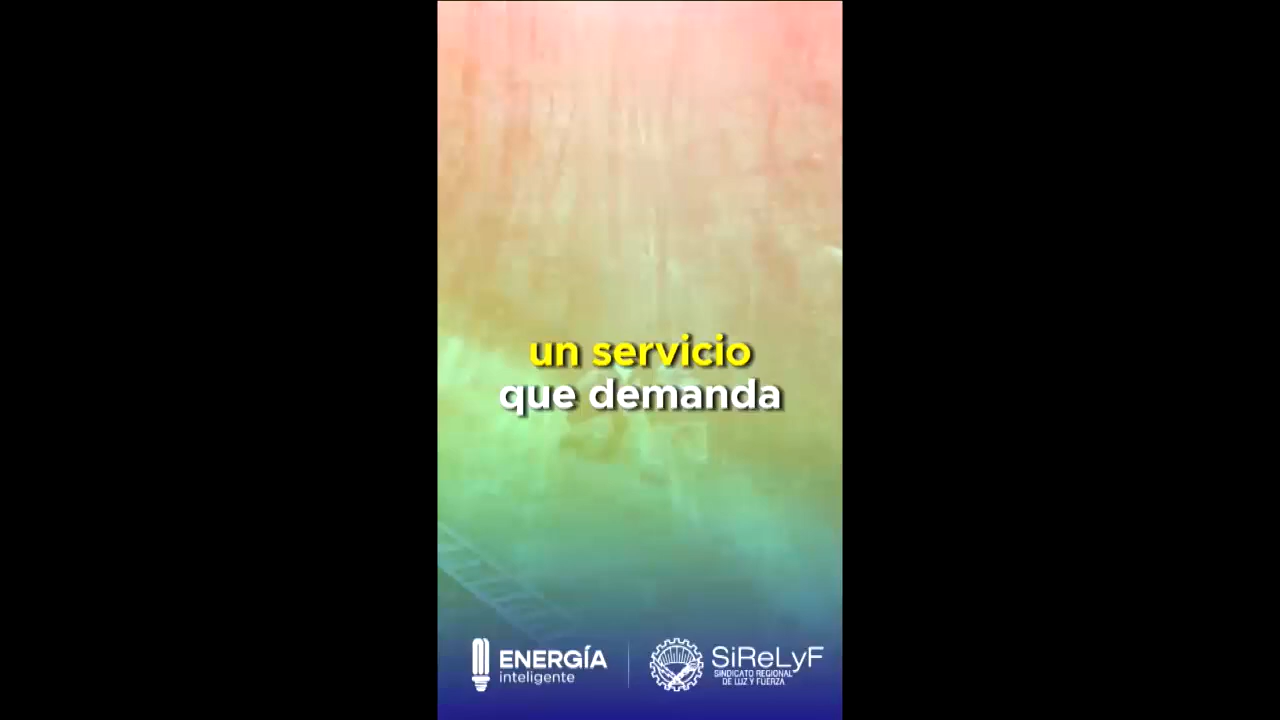 un servicio
que demanda
ENERGÍA
inteligente
SiReLyF
SINDICATO REGIONAL
DE LUZ Y FUERZA